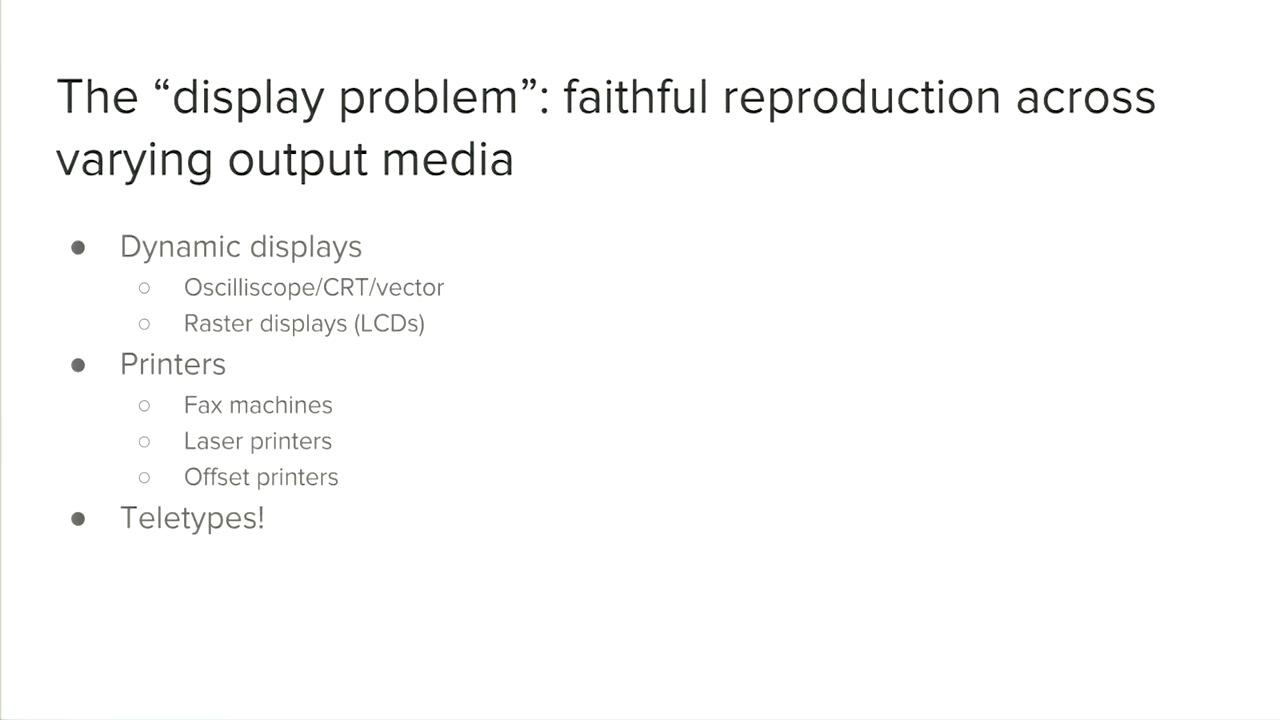 The “display problem”: faithful reproduction across
varying output media
● Dynamic displays
○ Oscilliscope/CRT/vector
○ Raster displays (LCDs)
● Printers
○ Fax machines
○ Laser printers
○ Offset printers
● Teletypes!